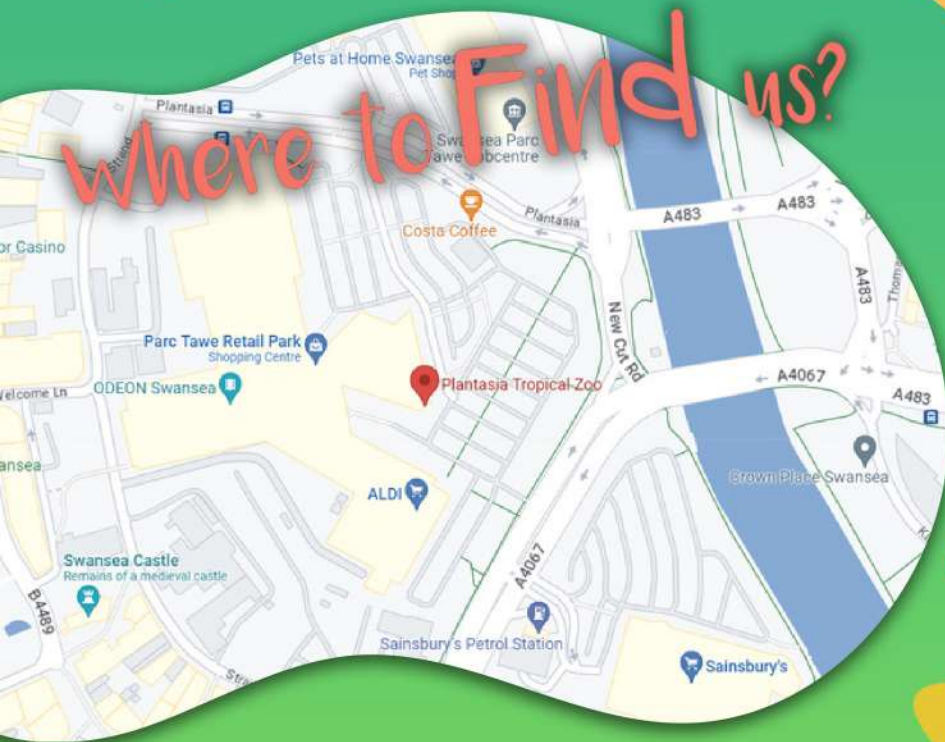 Where to Find us?
Pets at Home Swansea
Pet Shop
Plantasia
Strand
Swansea Parc
Tawe
Costa Coffee
Plantasia
A483
A483
or Casino
A483
New Cut Rd
Parc Tawe Retail Park
Shopping Centre
ODEON Swansea
Plantasia Tropical Zoo
Welcome Ln
A4067
A483
ansea
ALDI
Crown Place Swansea
Swansea Castle
Remains of a medieval castle
B4489
A4067
Sainsbury's Petrol Station
Sainsbury's